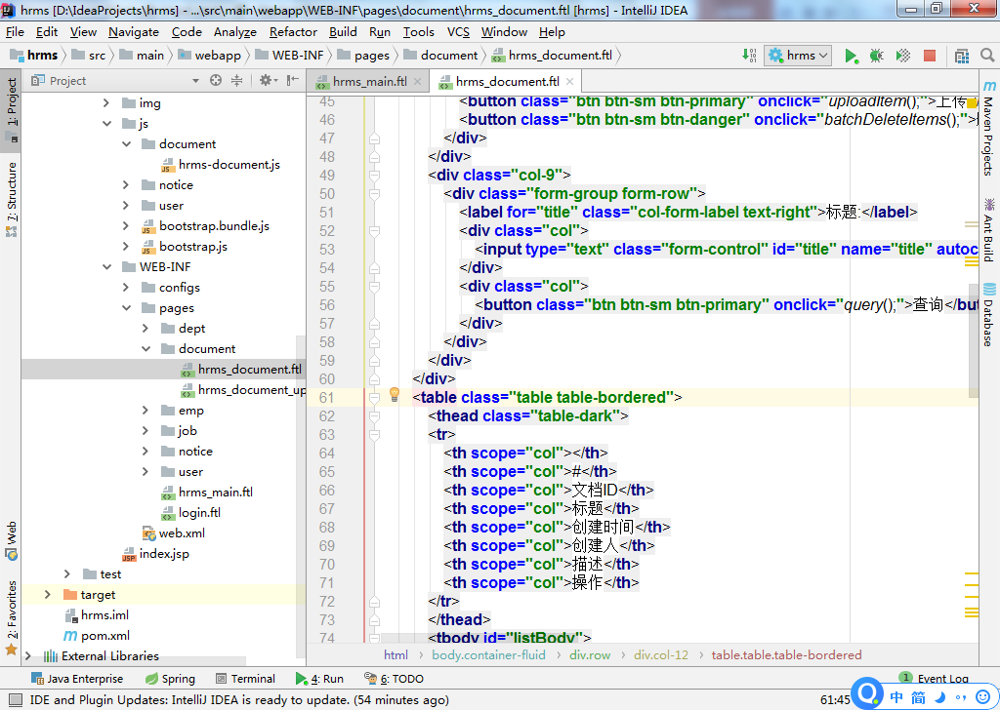 hrms [D:\IdeaProjects\hrms] - ...\src\main\webapp\WEB-INF\pages\document\hrms_document.ftl [hrms] - IntelliJ IDEA
File Edit View Navigate Code Analyze Refactor Build Run Tools VCS Window Help
hrms src main webapp WEB-INF pages document hrms_document.ftl hrms
Project hrms_main.ftl hrms_document.ftl
1: Project
7: Structure
Web
2: Favorites
img
js
document
hrms-document.js
notice
user
bootstrap.bundle.js
bootstrap.js
WEB-INF
configs
pages
dept
document
hrms_document.ftl
hrms_document_up
emp
job
notice
user
hrms_main.ftl
login.ftl
web.xml
index.jsp
test
target
hrms.iml
pom.xml
External Libraries
45 <button class="btn btn-sm btn-primary" onclick="uploadItem();">上传
46 <button class="btn btn-sm btn-danger" onclick="batchDeleteItems();">
47 </div>
48 </div>
49 <div class="col-9">
50 <div class="form-group form-row">
51 <label for="title" class="col-form-label text-right">标题:</label>
52 <div class="col">
53 <input type="text" class="form-control" id="title" name="title" autoc
54 </div>
55 <div class="col">
56 <button class="btn btn-sm btn-primary" onclick="query();">查询</but
57 </div>
58 </div>
59 </div>
60 </div>
61 <table class="table table-bordered">
62 <thead class="table-dark">
63 <tr>
64 <th scope="col"></th>
65 <th scope="col">#</th>
66 <th scope="col">文档ID</th>
67 <th scope="col">标题</th>
68 <th scope="col">创建时间</th>
69 <th scope="col">创建人</th>
70 <th scope="col">描述</th>
71 <th scope="col">操作</th>
72 </tr>
73 </thead>
74 <tbody id="listBody">
html body.container-fluid div.row div.col-12 table.table.table-bordered
Maven Projects
Ant Build
Database
Java Enterprise Spring Terminal 4: Run 6: TODO 1 Event Log
IDE and Plugin Updates: IntelliJ IDEA is ready to update. (54 minutes ago) 61:45
中 简